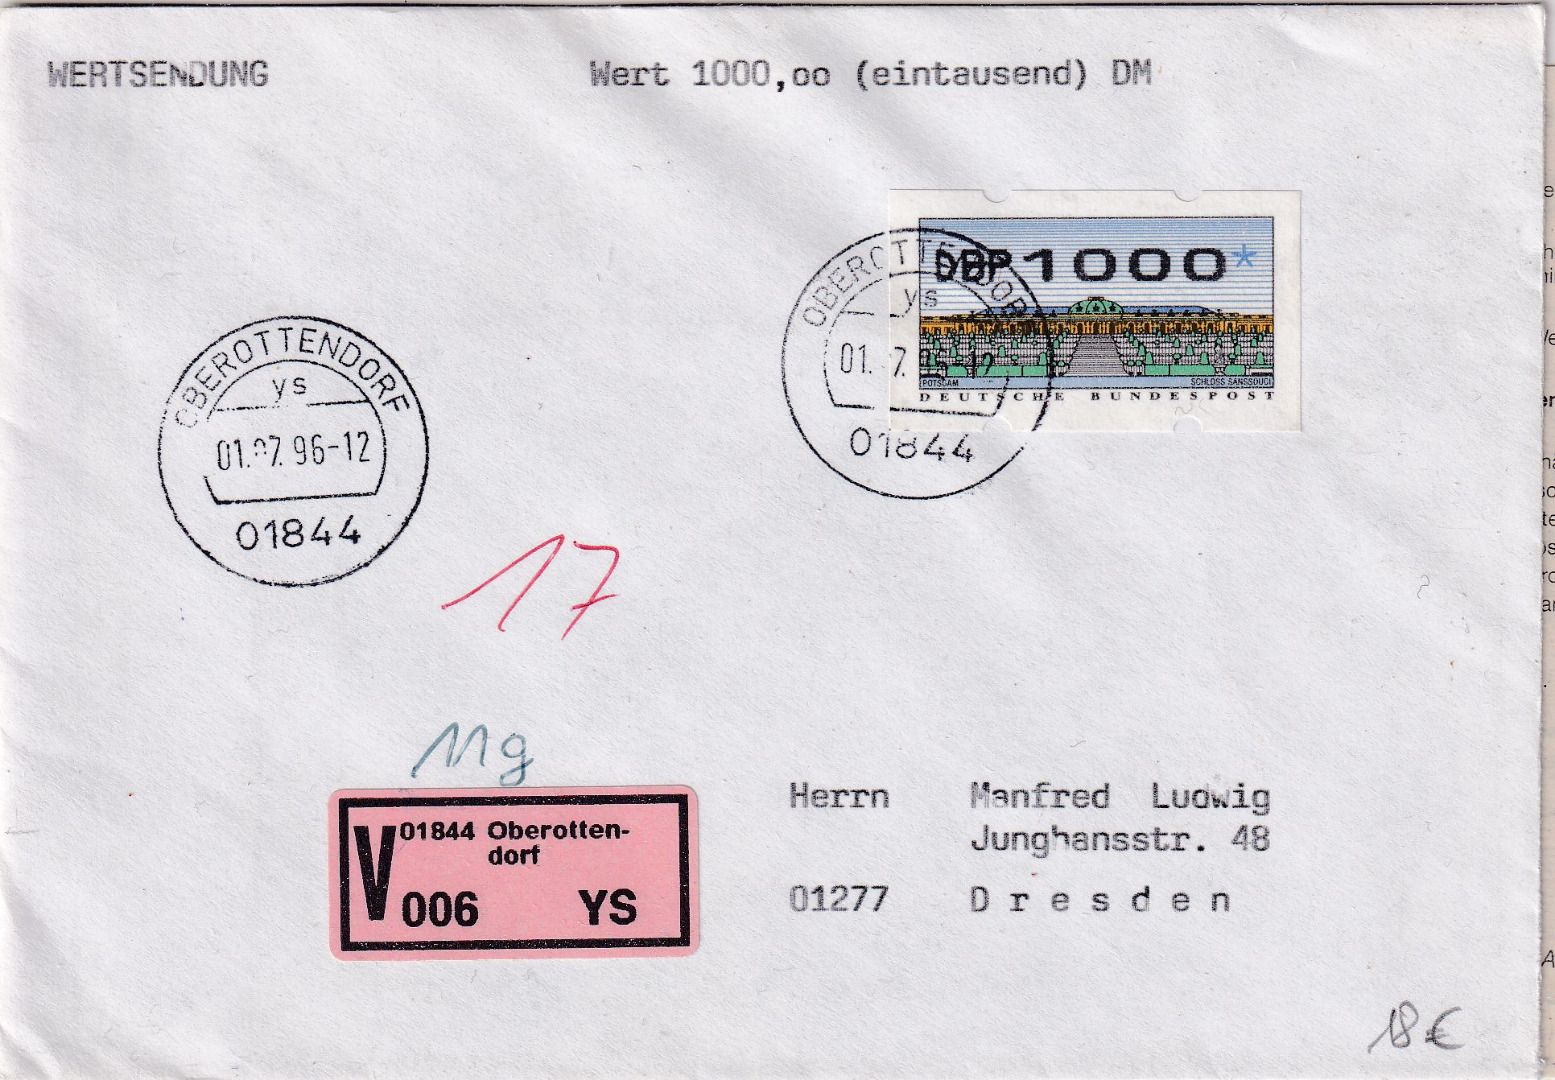 WERTSENDUNG Wert 1000,oo (eintausend) DM
DBP 1000*
POTSDAM SCHLOSS SANSSOUCI
DEUTSCHE BUNDESPOST
OBEROTTENDORF
ys
01.07.96-12
01844
OBEROTTENDORF
ys
01844
17
11g
V 01844 Oberotten-
dorf
006 YS
Herrn Manfred Ludwig
Junghansstr. 48
01277 Dresden
18€